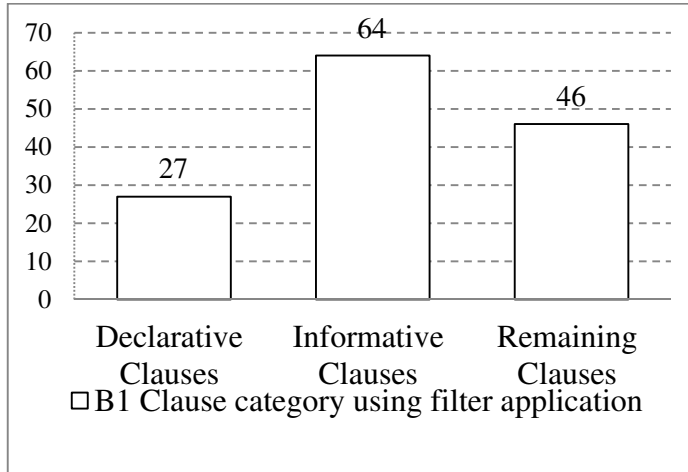 70
60
50
40
30
20
10
0
27
64
46
Declarative Clauses
Informative Clauses
Remaining Clauses
B1 Clause category using filter application